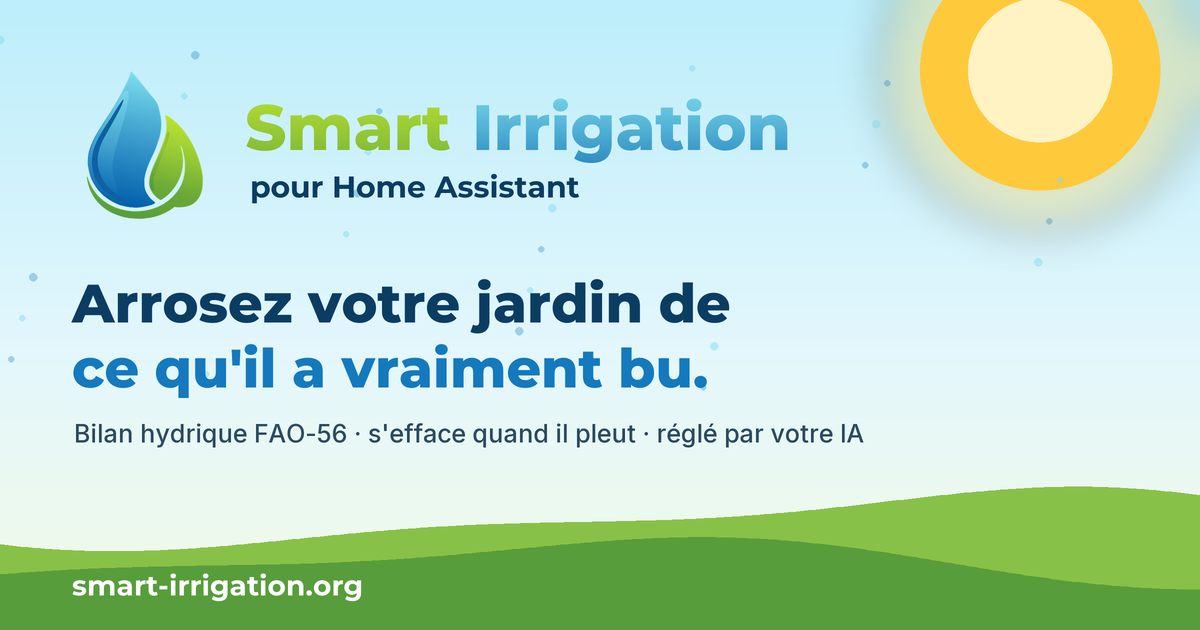 Smart Irrigation
pour Home Assistant
Arrosez votre jardin de
ce qu'il a vraiment bu.
Bilan hydrique FAO-56 · s'efface quand il pleut · réglé par votre IA
smart-irrigation.org